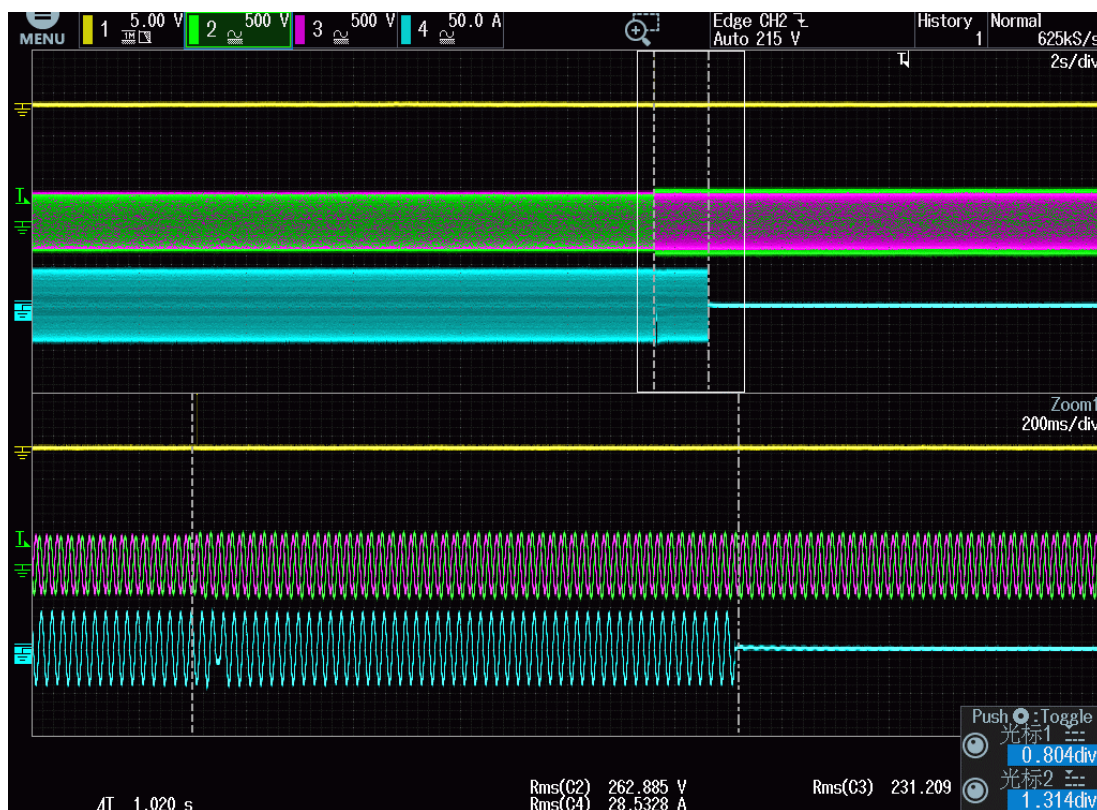 MENU 1 5.00 V 2 500 V 3 500 V 4 50.0 A Edge CH2 History Normal
Auto 215 V 1 625kS/s
T 2s/div
T
Zoom1
200ms/div
T
Push :Toggle
光标1
0.804div
Rms(C2) 262.885 V Rms(C3) 231.209
光标2
ΔT 1.020 s Rms(C4) 28.5328 A 1.314div